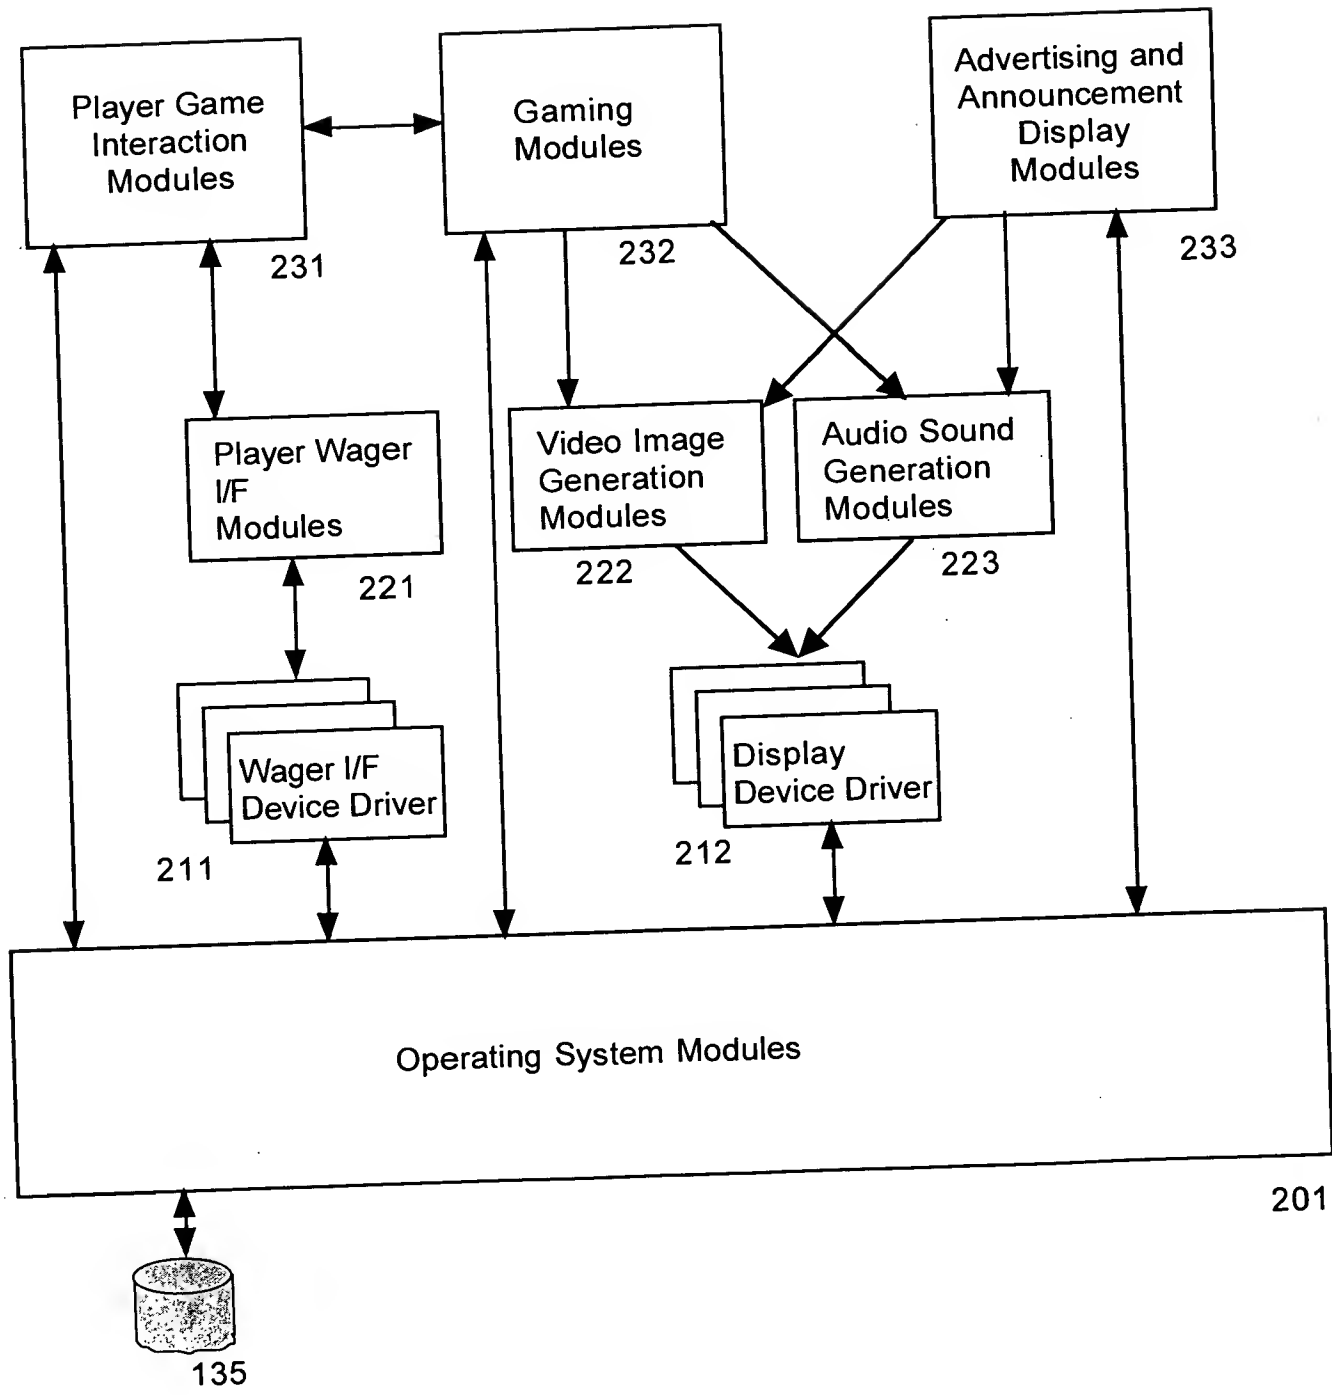 Player Game
Interaction
Modules
231
Gaming
Modules
232
Advertising and
Announcement
Display
Modules
233
Player Wager
I/F
Modules
221
Video Image
Generation
Modules
222
Audio Sound
Generation
Modules
223
Wager I/F
Device Driver
211
Display
Device Driver
212
Operating System Modules
201
135